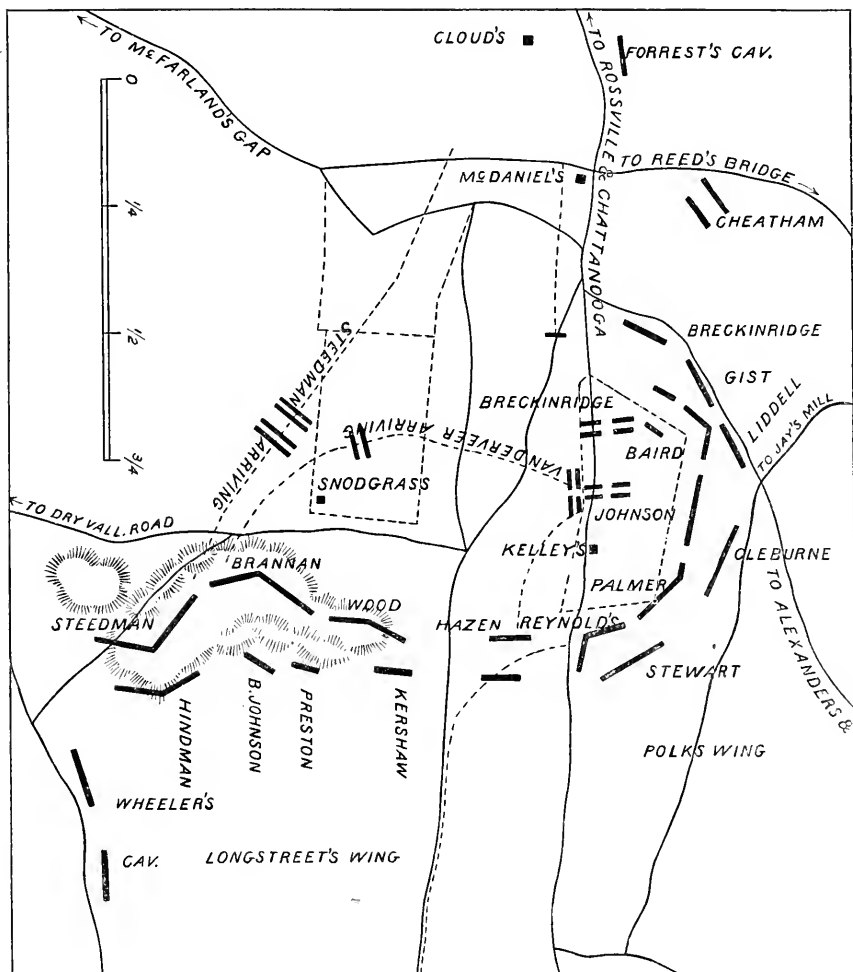 CLOUD'S
FORREST'S CAV.
← TO McFARLAND'S GAP
← TO ROSSVILLE & CHATTANOOGA
0
1/4
1/2
3/4
McDANIEL'S
TO REED'S BRIDGE →
CHEATHAM
BRECKINRIDGE
GIST
LIDDELL
TO JAY'S MILL
STEEDMAN
ARRIVING
BRECKINRIDGE
VANDERVEER ARRIVING
BAIRD
SNODGRASS
JOHNSON
← TO DRY VALL. ROAD
KELLEY'S
CLEBURNE
BRANNAN
PALMER
TO ALEXANDERS &
STEEDMAN
WOOD
HAZEN
REYNOLD'S
STEWART
HINDMAN
B. JOHNSON
PRESTON
KERSHAW
POLKS WING
WHEELER'S
CAV.
LONGSTREET'S WING